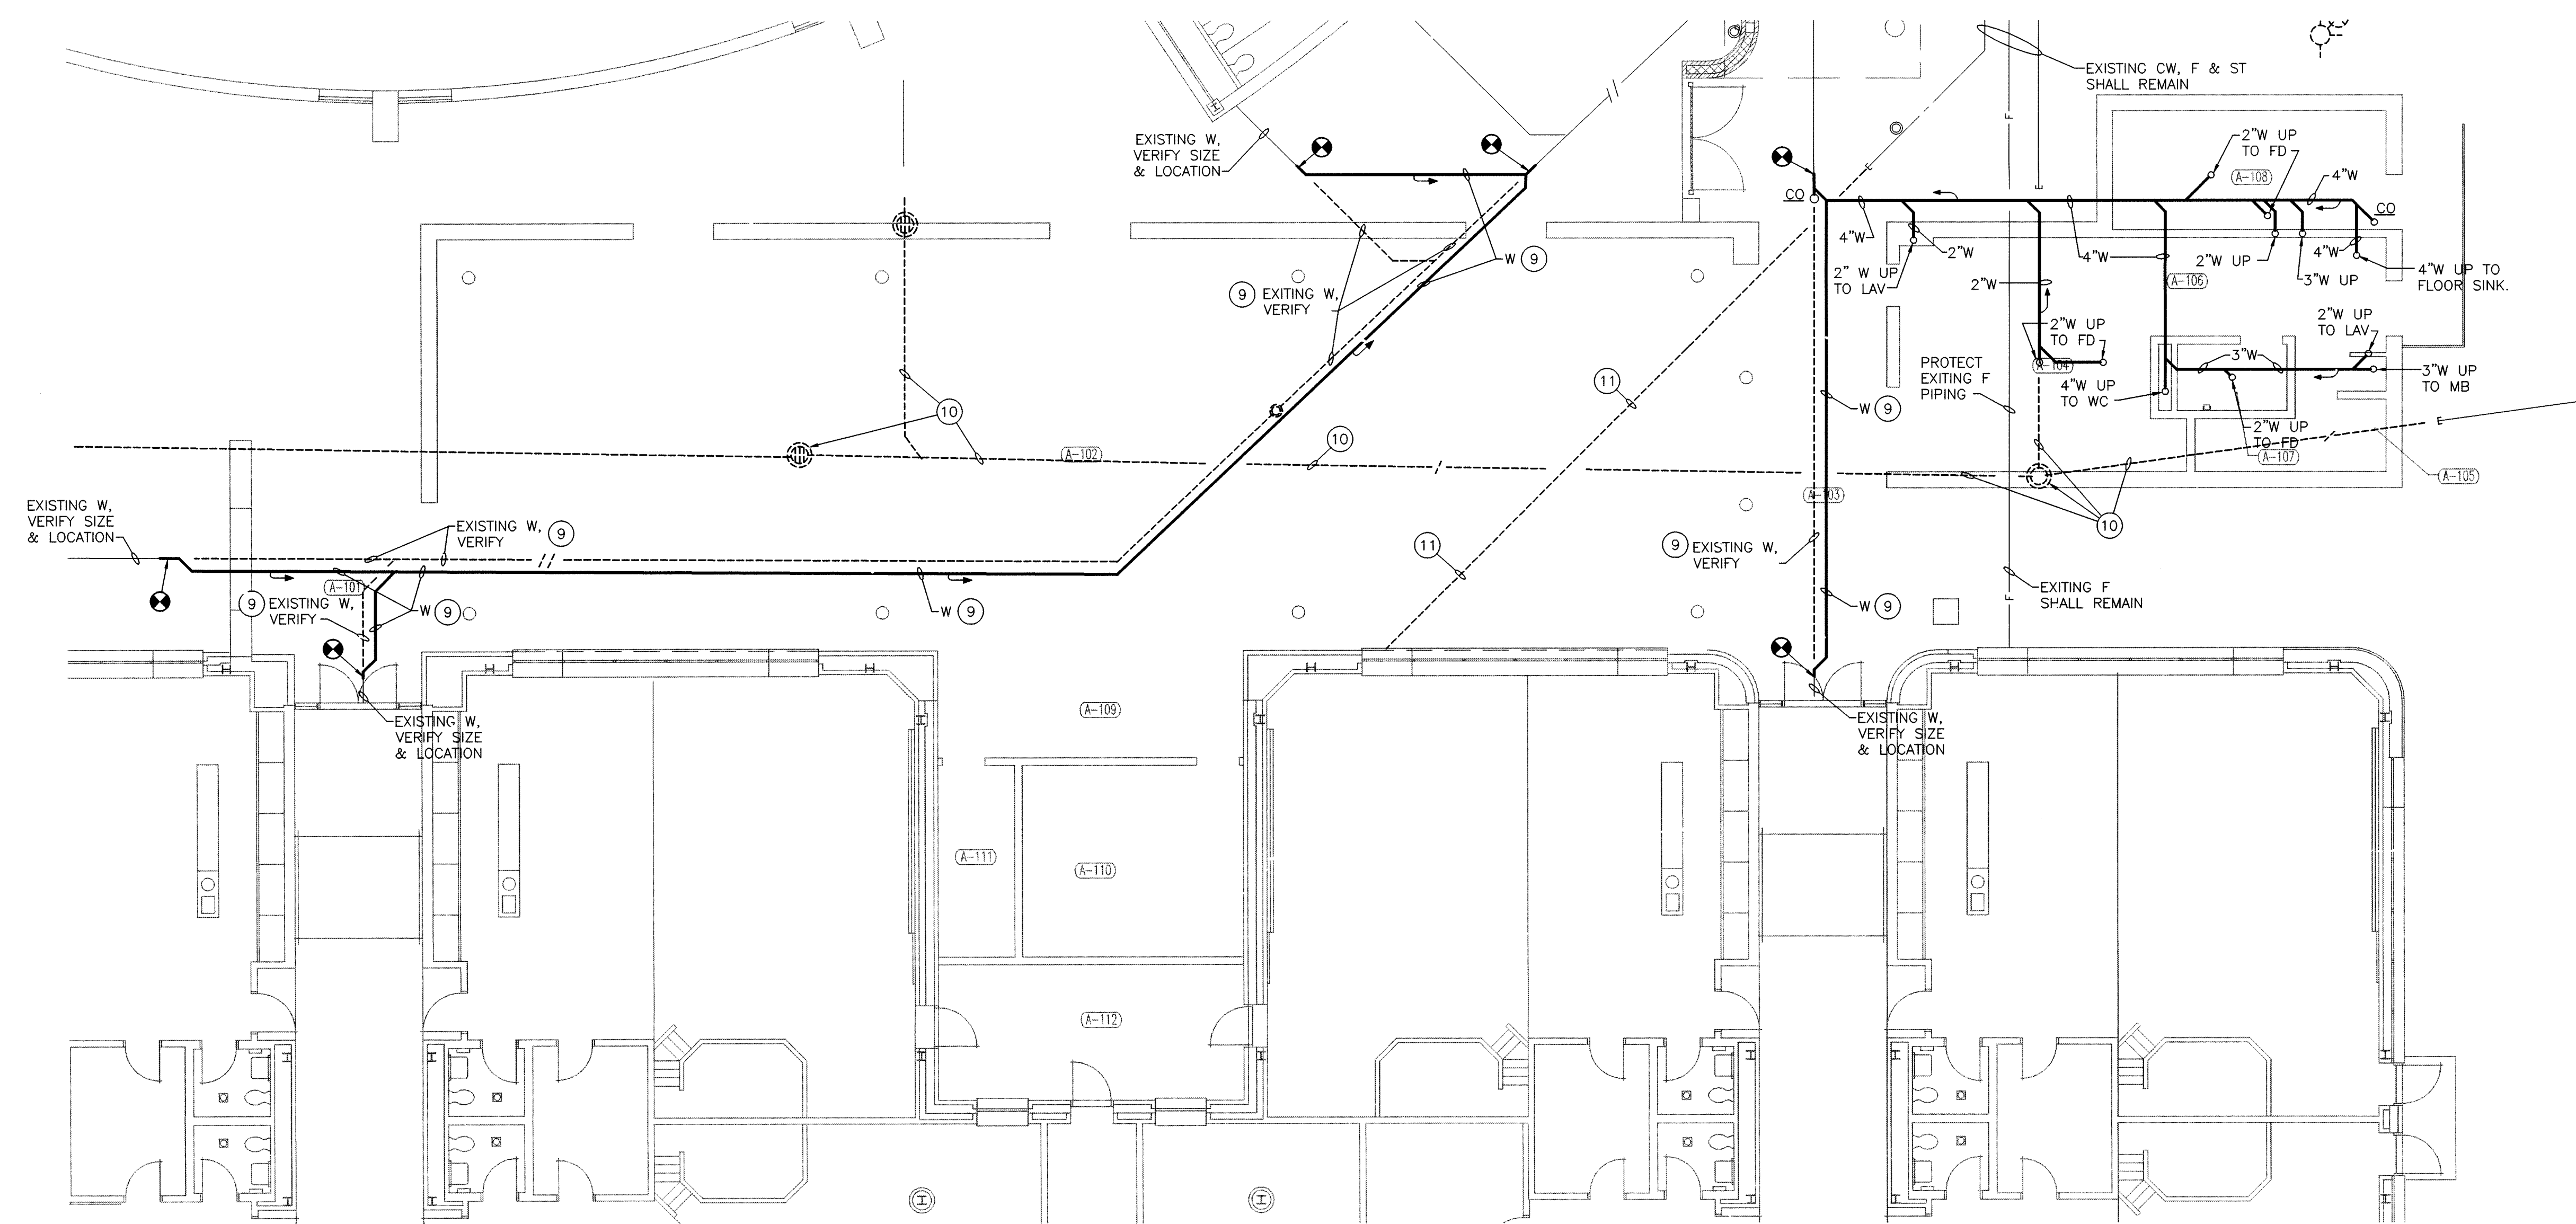 EXISTING CW, F & ST
SHALL REMAIN
EXISTING W,
VERIFY SIZE
& LOCATION
2"W UP
TO FD
A-108
4"W
CO
CO
F
4"W
2"W
4"W
2"W UP
4"W
3"W UP
4"W UP TO
FLOOR SINK.
2" W UP
TO LAV
2"W
A-106
W 9
9 EXITING W,
VERIFY
2"W UP
TO LAV
2"W UP
TO FD
3"W
A-104
PROTECT
EXITING F
PIPING
4"W UP
TO WC
3"W UP
TO MB
11
W 9
10
2"W UP
TO FD
E
10
A-102
A-107
A-105
A-103
10
EXISTING W,
VERIFY SIZE
& LOCATION
EXISTING W,
VERIFY
9
11
9 EXISTING W,
VERIFY
A-101
9 EXISTING W,
VERIFY
W 9
W 9
W 9
F
EXITING F
SHALL REMAIN
EXISTING W,
VERIFY SIZE
& LOCATION
A-109
EXISTING W,
VERIFY SIZE
& LOCATION
A-111
A-110
A-112